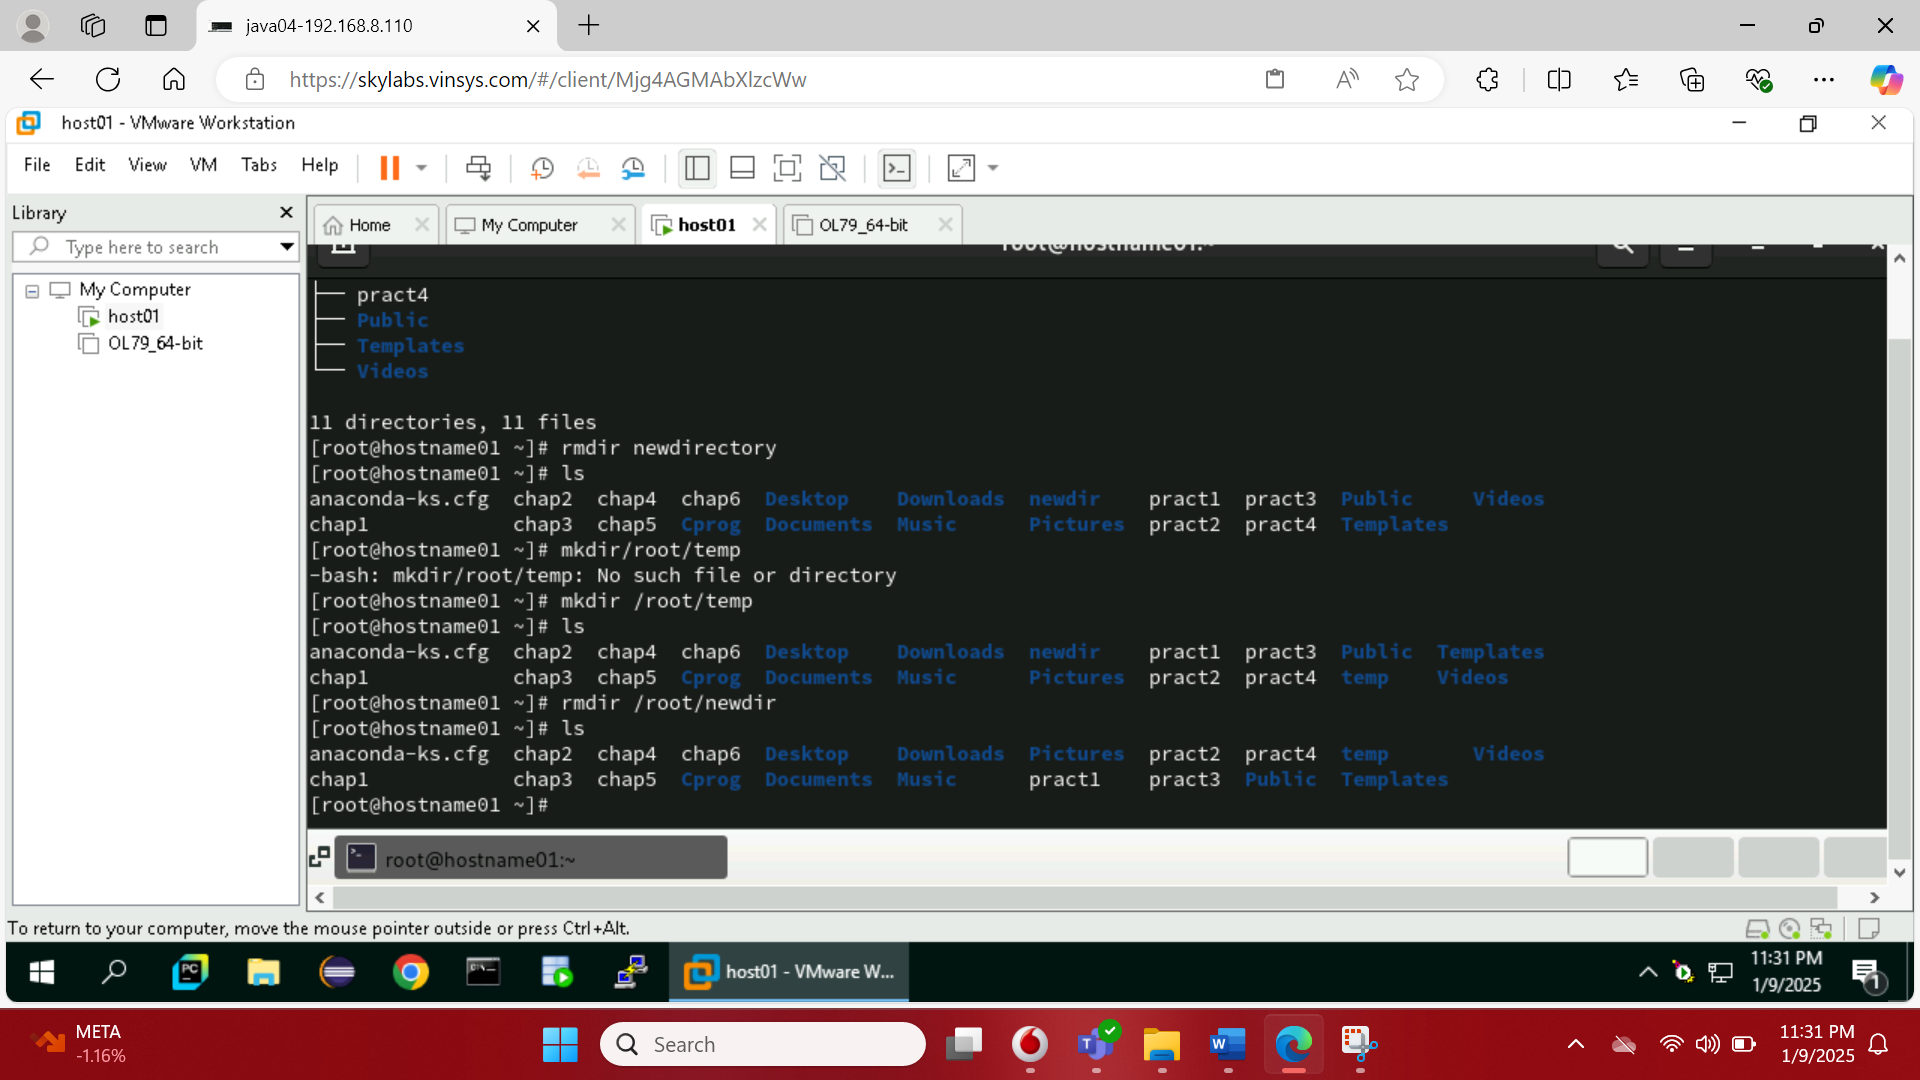 java04-192.168.8.110
https://skylabs.vinsys.com/#/client/Mjg4AGMAbXlzcWw
host01 - VMware Workstation
File Edit View VM Tabs Help
Library
Type here to search
My Computer
host01
OL79_64-bit
Home My Computer host01 OL79_64-bit
root@hostname01:~
pract4
Public
Templates
Videos
11 directories, 11 files
[root@hostname01 ~]# rmdir newdirectory
[root@hostname01 ~]# ls
anaconda-ks.cfg chap2 chap4 chap6 Desktop Downloads newdir pract1 pract3 Public Videos
chap1 chap3 chap5 Cprog Documents Music Pictures pract2 pract4 Templates
[root@hostname01 ~]# mkdir/root/temp
-bash: mkdir/root/temp: No such file or directory
[root@hostname01 ~]# mkdir /root/temp
[root@hostname01 ~]# ls
anaconda-ks.cfg chap2 chap4 chap6 Desktop Downloads newdir pract1 pract3 Public Templates
chap1 chap3 chap5 Cprog Documents Music Pictures pract2 pract4 temp Videos
[root@hostname01 ~]# rmdir /root/newdir
[root@hostname01 ~]# ls
anaconda-ks.cfg chap2 chap4 chap6 Desktop Downloads Pictures pract2 pract4 temp Videos
chap1 chap3 chap5 Cprog Documents Music pract1 pract3 Public Templates
[root@hostname01 ~]#
root@hostname01:~
To return to your computer, move the mouse pointer outside or press Ctrl+Alt.
host01 - VMware W...
11:31 PM
1/9/2025
1
META
-1.16%
Search
11:31 PM
1/9/2025